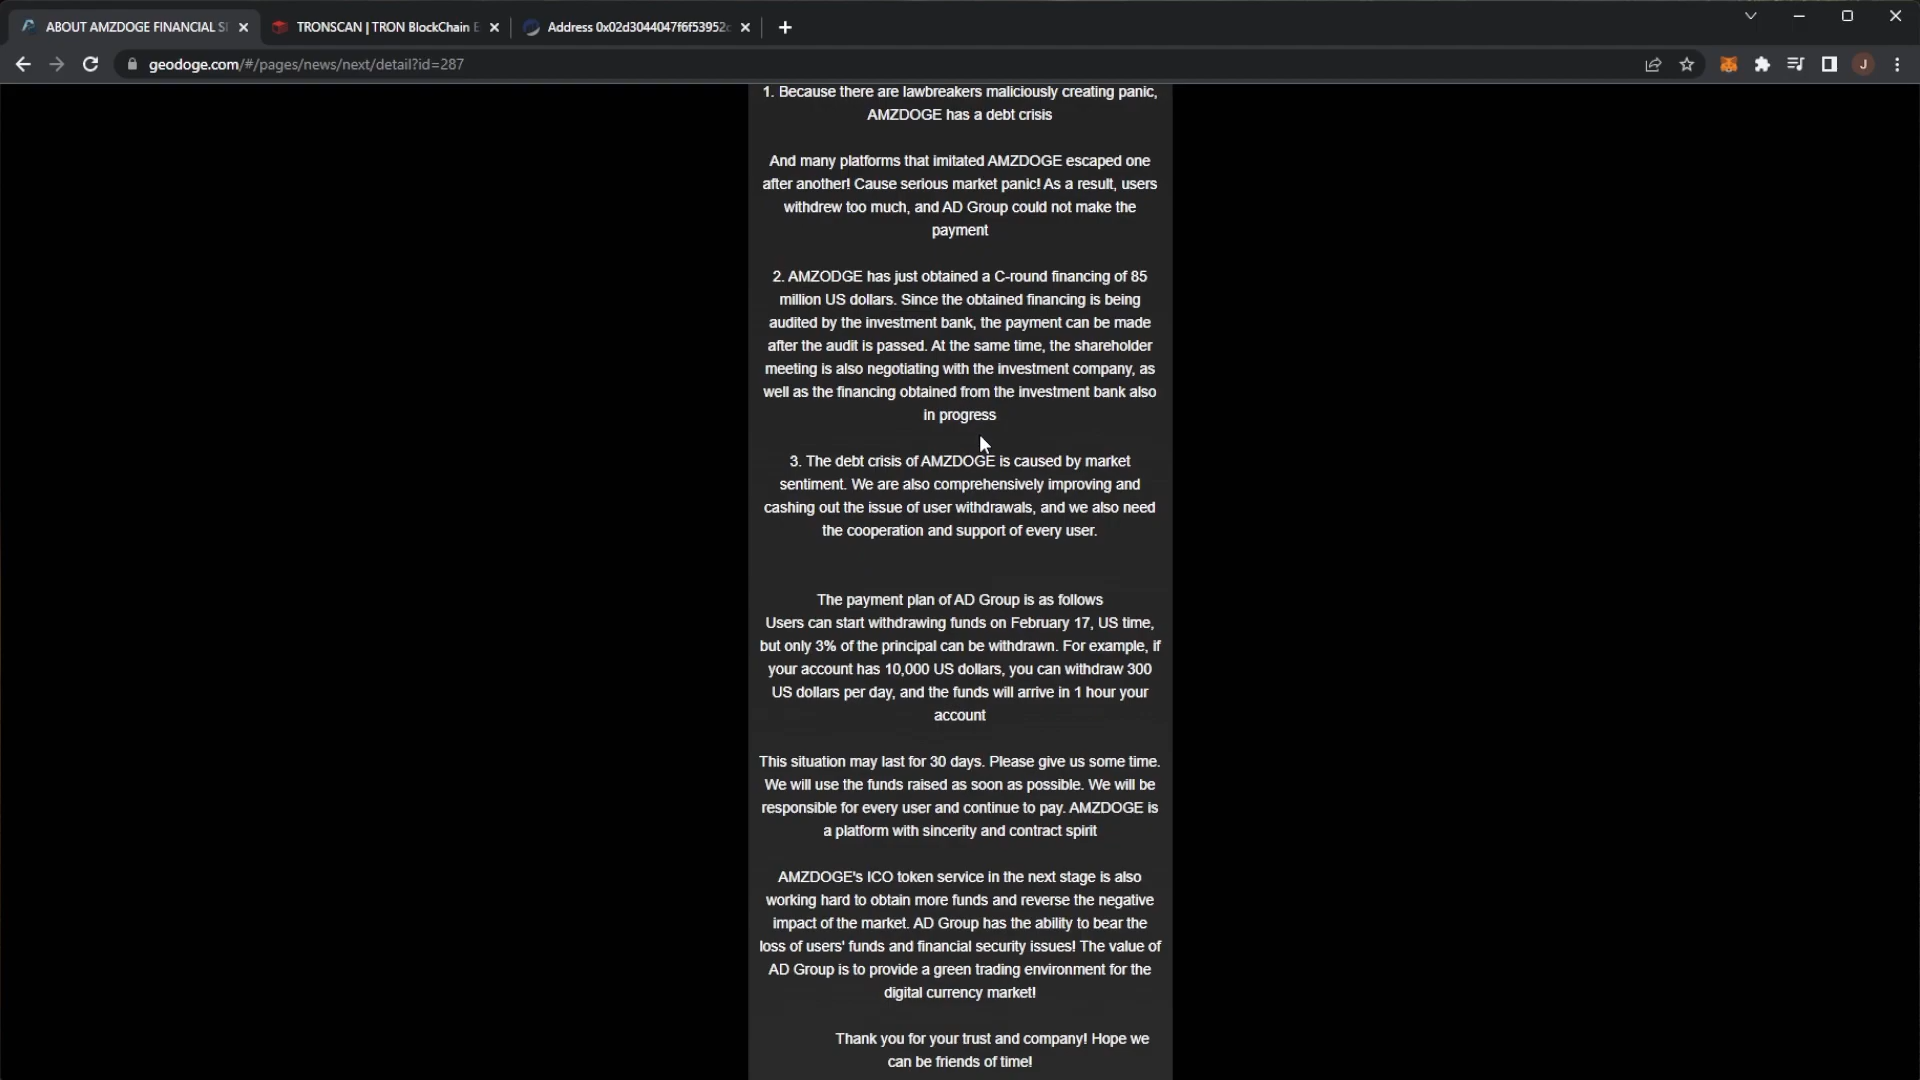 ABOUT AMZDOGE FINANCIAL
TRONSCAN | TRON BlockChain
Address 0x02d3044047f6f53952
geodoge.com/#/pages/news/next/detail?id=287
J
1. Because there are lawbreakers maliciously creating panic,
AMZDOGE has a debt crisis
And many platforms that imitated AMZDOGE escaped one
after another! Cause serious market panic! As a result, users
withdrew too much, and AD Group could not make the
payment
2. AMZODGE has just obtained a C-round financing of 85
million US dollars. Since the obtained financing is being
audited by the investment bank, the payment can be made
after the audit is passed. At the same time, the shareholder
meeting is also negotiating with the investment company, as
well as the financing obtained from the investment bank also
in progress
3. The debt crisis of AMZDOGE is caused by market
sentiment. We are also comprehensively improving and
cashing out the issue of user withdrawals, and we also need
the cooperation and support of every user.
The payment plan of AD Group is as follows
Users can start withdrawing funds on February 17, US time,
but only 3% of the principal can be withdrawn. For example, if
your account has 10,000 US dollars, you can withdraw 300
US dollars per day, and the funds will arrive in 1 hour your
account
This situation may last for 30 days. Please give us some time.
We will use the funds raised as soon as possible. We will be
responsible for every user and continue to pay. AMZDOGE is
a platform with sincerity and contract spirit
AMZDOGE's ICO token service in the next stage is also
working hard to obtain more funds and reverse the negative
impact of the market. AD Group has the ability to bear the
loss of users' funds and financial security issues! The value of
AD Group is to provide a green trading environment for the
digital currency market!
Thank you for your trust and company! Hope we
can be friends of time!